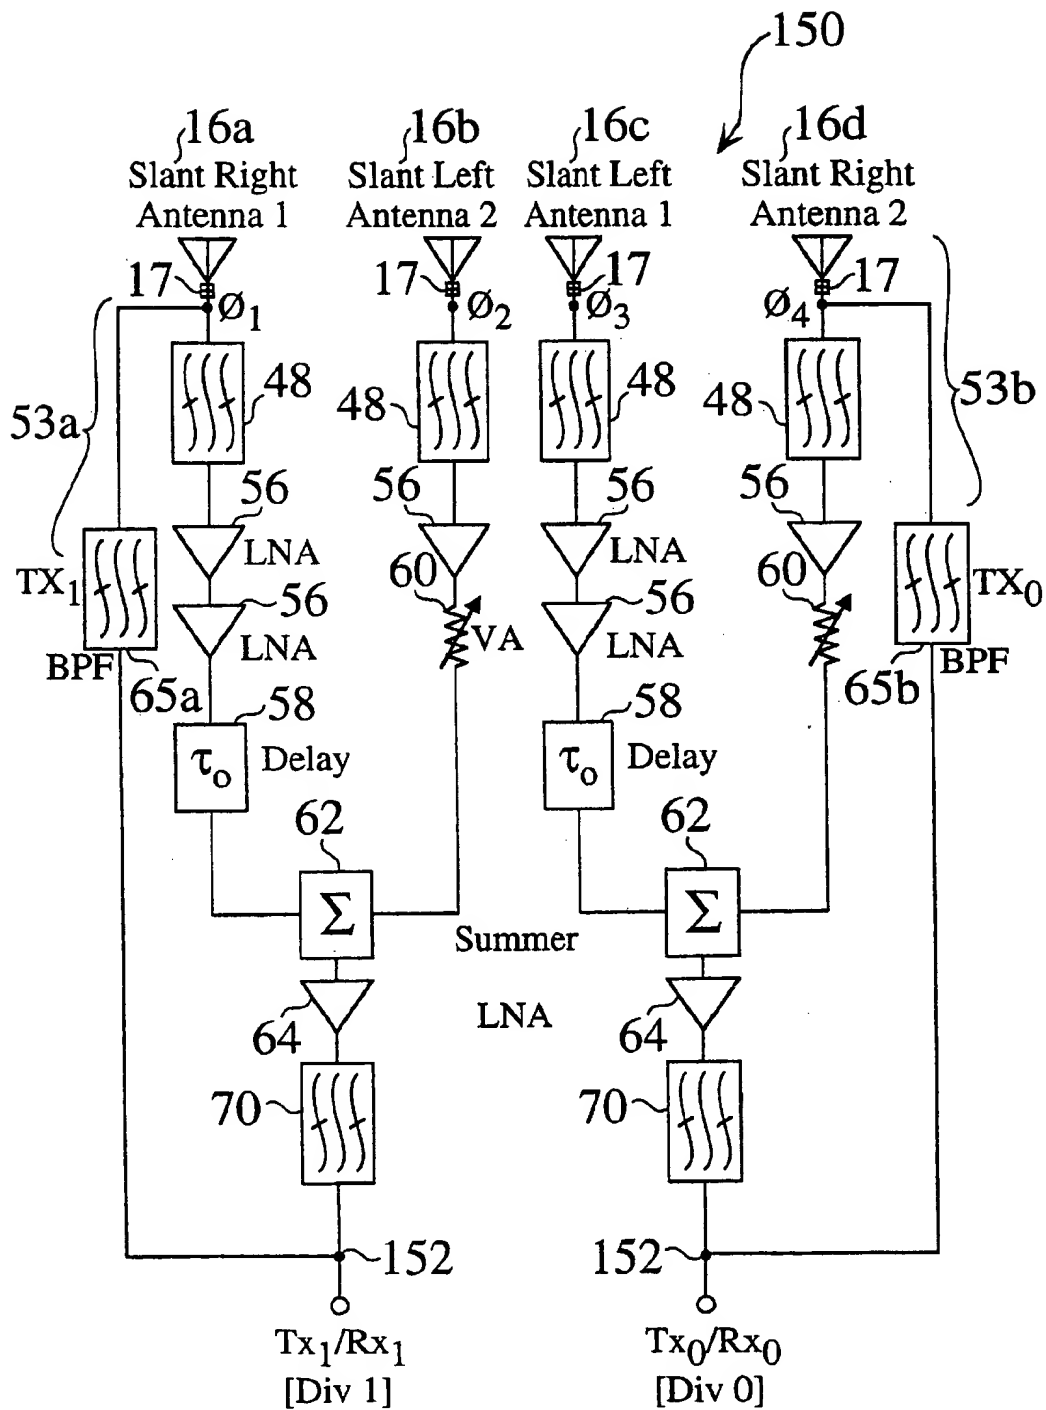 150
16a 16b 16c 16d
Slant Right Slant Left Slant Left Slant Right
Antenna 1 Antenna 2 Antenna 1 Antenna 2
17 17 17 17
Ø1 Ø2 Ø3 Ø4
48 48 48 48
53a 53b
56 56 56 56
LNA LNA
60 60
TX1 56 56 TX0
VA
LNA LNA
BPF BPF
65a 65b
58 58
τo Delay τo Delay
62 62
Σ Σ
Summer
64 LNA 64
70 70
152 152
Tx1/Rx1 Tx0/Rx0
[Div 1] [Div 0]